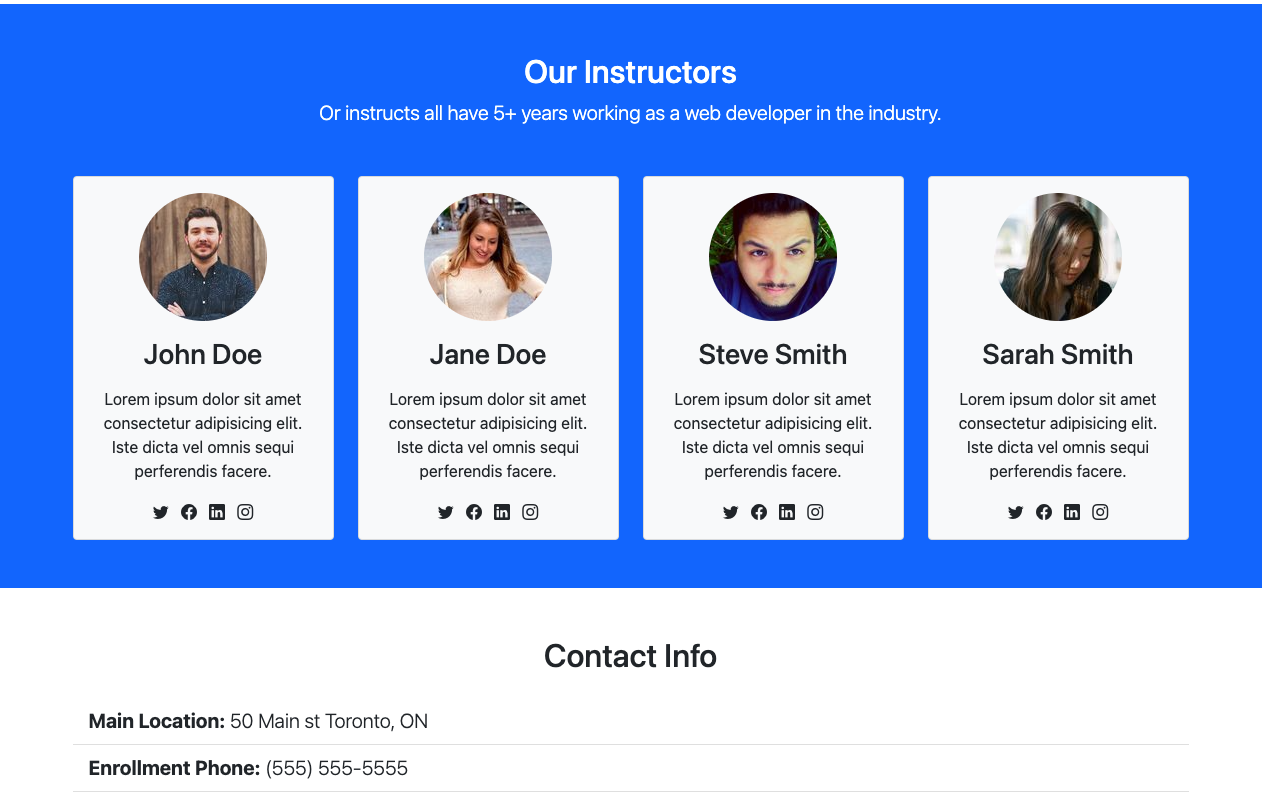 Our Instructors
Or instructs all have 5+ years working as a web developer in the industry.
John Doe
Lorem ipsum dolor sit amet
consectetur adipisicing elit.
Iste dicta vel omnis sequi
perferendis facere.
Jane Doe
Lorem ipsum dolor sit amet
consectetur adipisicing elit.
Iste dicta vel omnis sequi
perferendis facere.
Steve Smith
Lorem ipsum dolor sit amet
consectetur adipisicing elit.
Iste dicta vel omnis sequi
perferendis facere.
Sarah Smith
Lorem ipsum dolor sit amet
consectetur adipisicing elit.
Iste dicta vel omnis sequi
perferendis facere.
Contact Info
Main Location: 50 Main st Toronto, ON
Enrollment Phone: (555) 555-5555